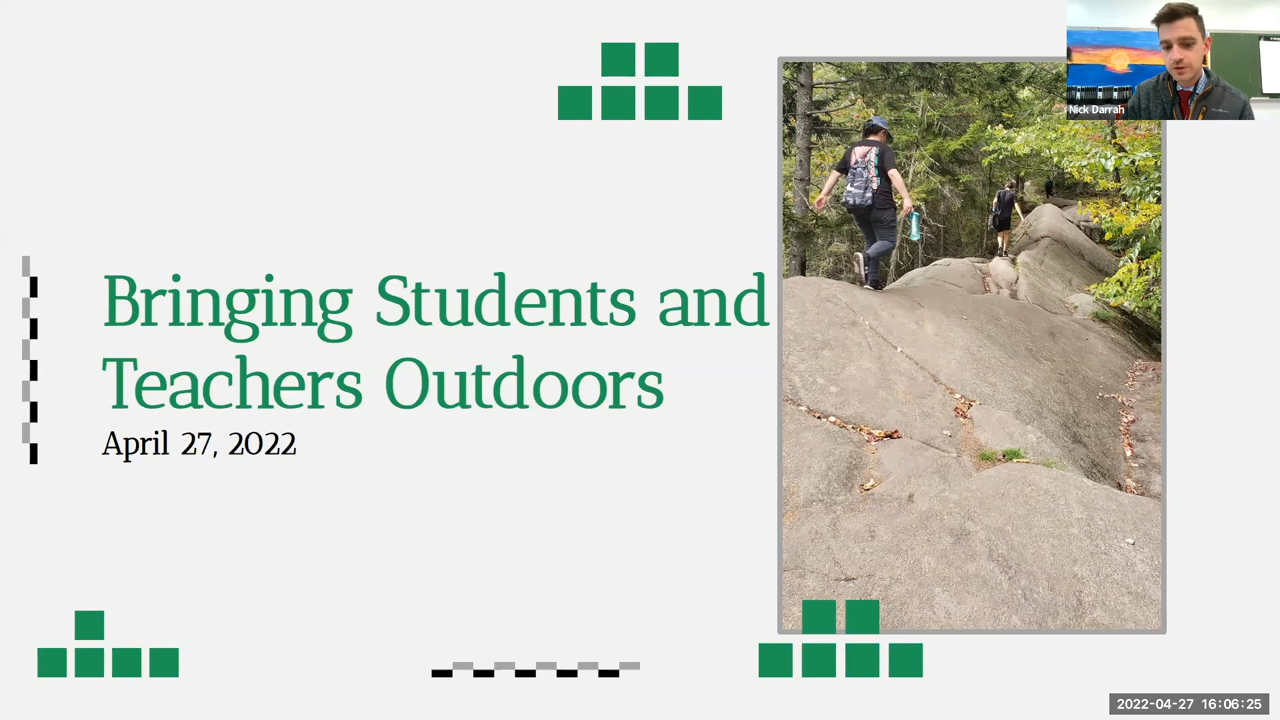 Nick Darrah
Bringing Students and
Teachers Outdoors
April 27, 2022
2022-04-27 16:06:25